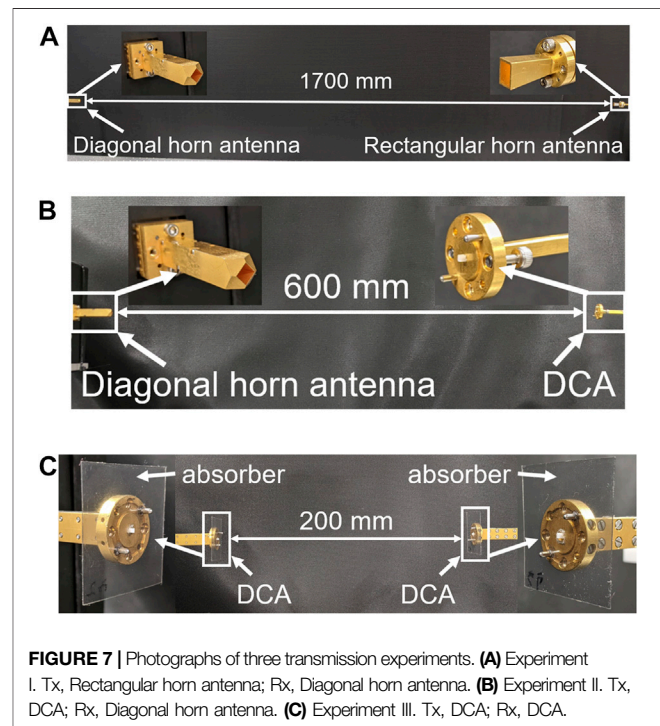 A
1700 mm
Diagonal horn antenna
Rectangular horn antenna
B
600 mm
Diagonal horn antenna
DCA
C
absorber
absorber
200 mm
DCA
DCA
FIGURE 7 | Photographs of three transmission experiments. (A) Experiment
I. Tx, Rectangular horn antenna; Rx, Diagonal horn antenna. (B) Experiment II. Tx,
DCA; Rx, Diagonal horn antenna. (C) Experiment III. Tx, DCA; Rx, DCA.